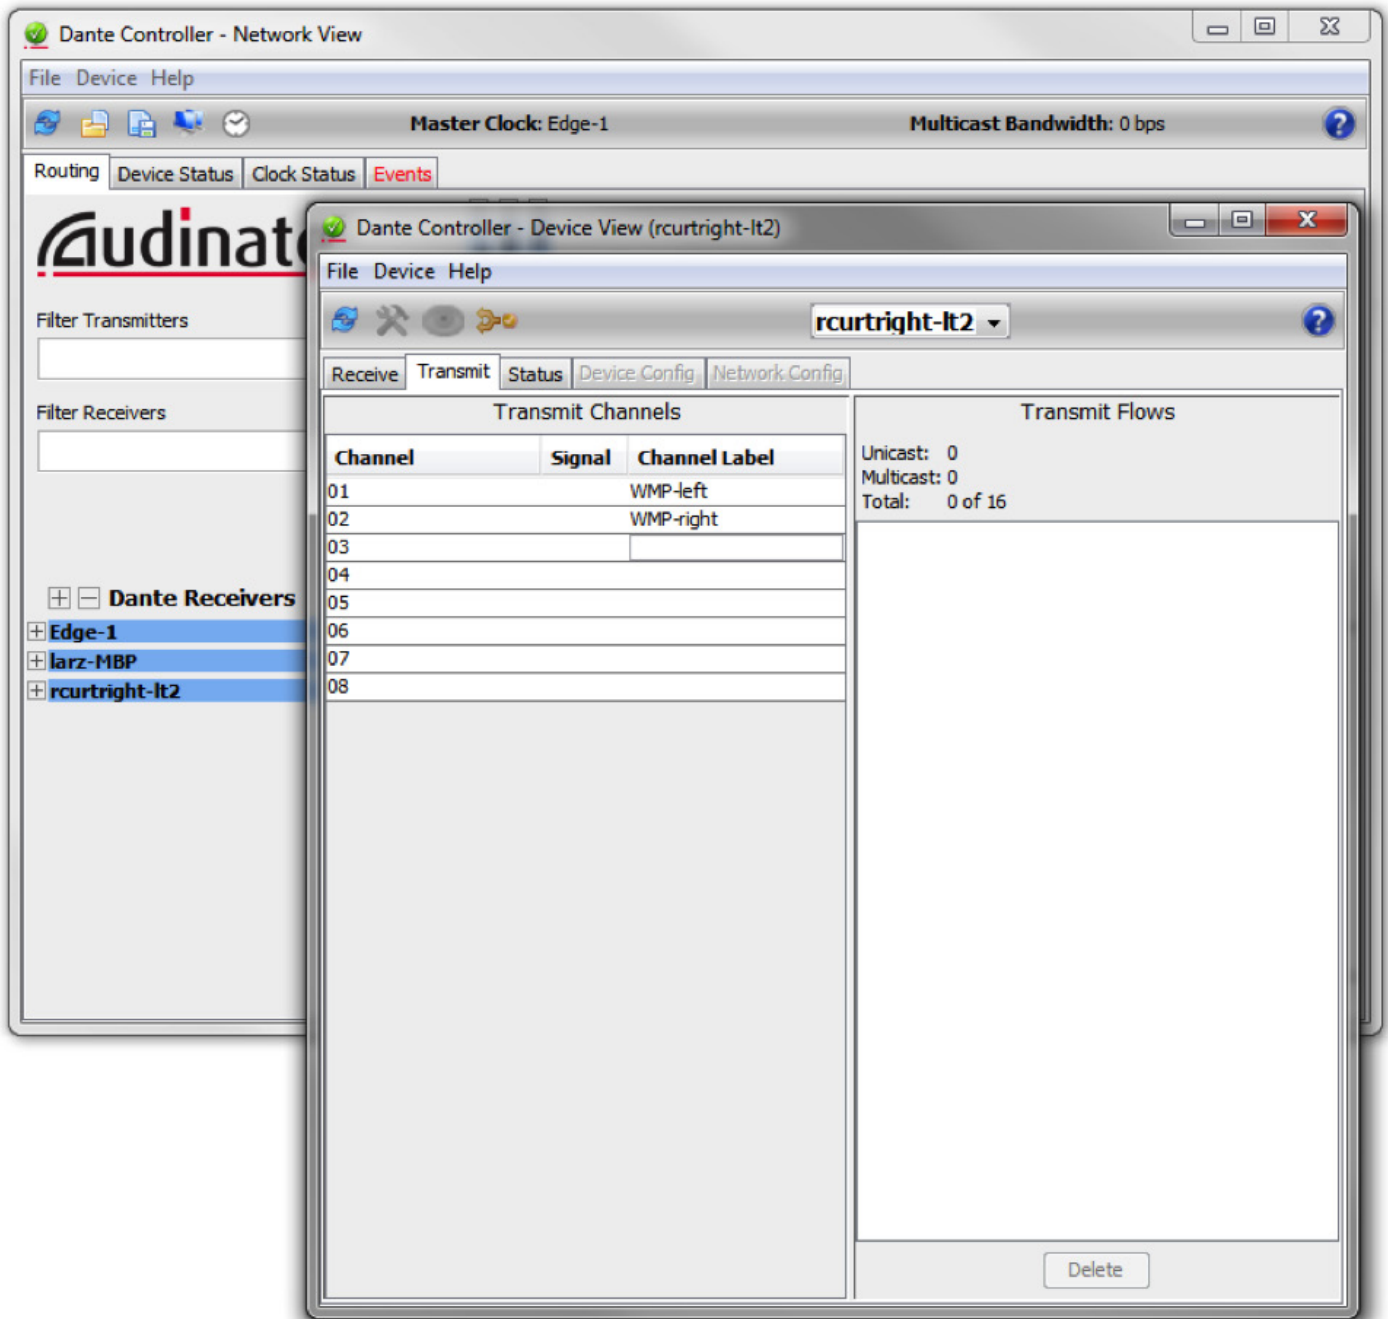 Dante Controller - Network View
File Device Help
Master Clock: Edge-1 Multicast Bandwidth: 0 bps
Routing Device Status Clock Status Events
Filter Transmitters
Filter Receivers
Dante Receivers
Edge-1
larz-MBP
rcurtright-lt2
Dante Controller - Device View (rcurtright-lt2)
File Device Help
rcurtright-lt2
Receive Transmit Status Device Config Network Config
Transmit Channels
Channel Signal Channel Label
01 WMP-left
02 WMP-right
03
04
05
06
07
08
Transmit Flows
Unicast: 0
Multicast: 0
Total: 0 of 16
Delete